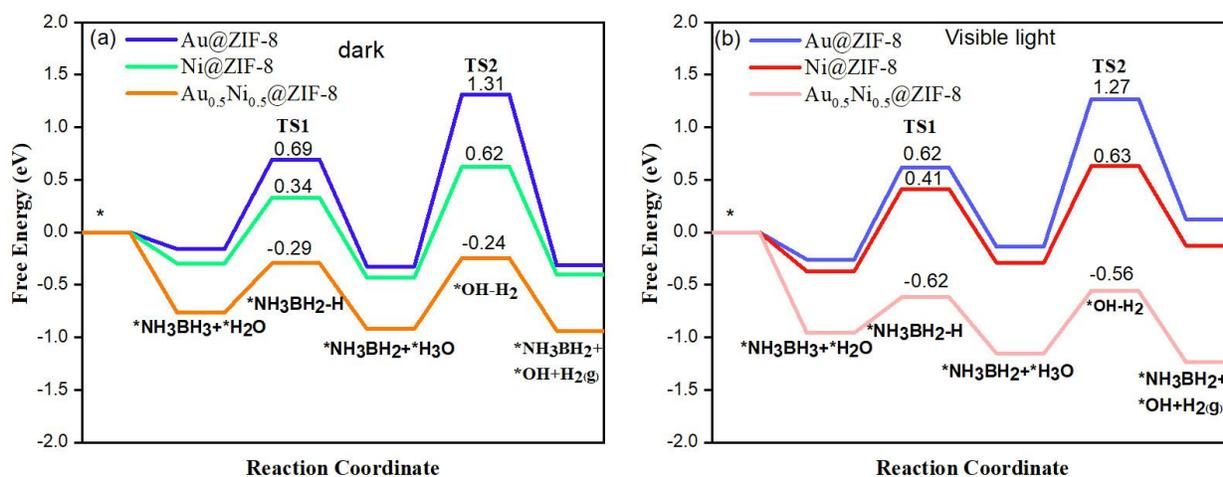 (a)
dark
Au@ZIF-8
Ni@ZIF-8
Au0.5Ni0.5@ZIF-8
TS1
TS2
0.69
0.34
-0.29
1.31
0.62
-0.24
*
*NH3BH3+*H2O
*NH3BH2-H
*NH3BH2+*H3O
*OH-H2
*NH3BH2+
*OH+H2(g)
2.0
1.5
1.0
0.5
0.0
-0.5
-1.0
-1.5
-2.0
Free Energy (eV)
Reaction Coordinate
(b)
Visible light
Au@ZIF-8
Ni@ZIF-8
Au0.5Ni0.5@ZIF-8
TS1
TS2
0.62
0.41
-0.62
1.27
0.63
-0.56
*
*NH3BH3+*H2O
*NH3BH2-H
*NH3BH2+*H3O
*OH-H2
*NH3BH2+
*OH+H2(g)
2.0
1.5
1.0
0.5
0.0
-0.5
-1.0
-1.5
-2.0
Free Energy (eV)
Reaction Coordinate